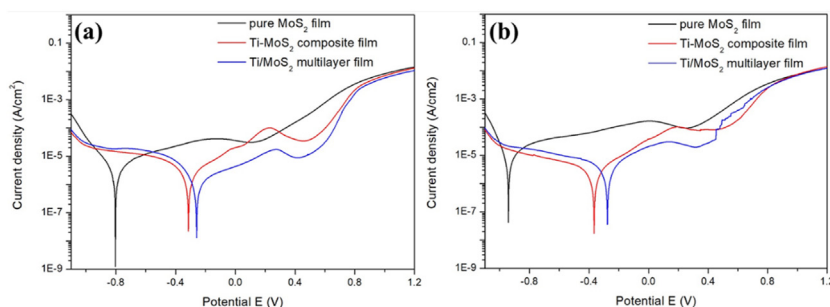 (a)
pure MoS₂ film
Ti-MoS₂ composite film
Ti/MoS₂ multilayer film
Current density (A/cm²)
0.1
1E-3
1E-5
1E-7
1E-9
-0.8 -0.4 0.0 0.4 0.8 1.2
Potential E (V)
(b)
pure MoS₂ film
Ti-MoS₂ composite film
Ti/MoS₂ multilayer film
Current density (A/cm2)
0.1
1E-3
1E-5
1E-7
1E-9
-0.8 -0.4 0.0 0.4 0.8 1.2
Potential E (V)